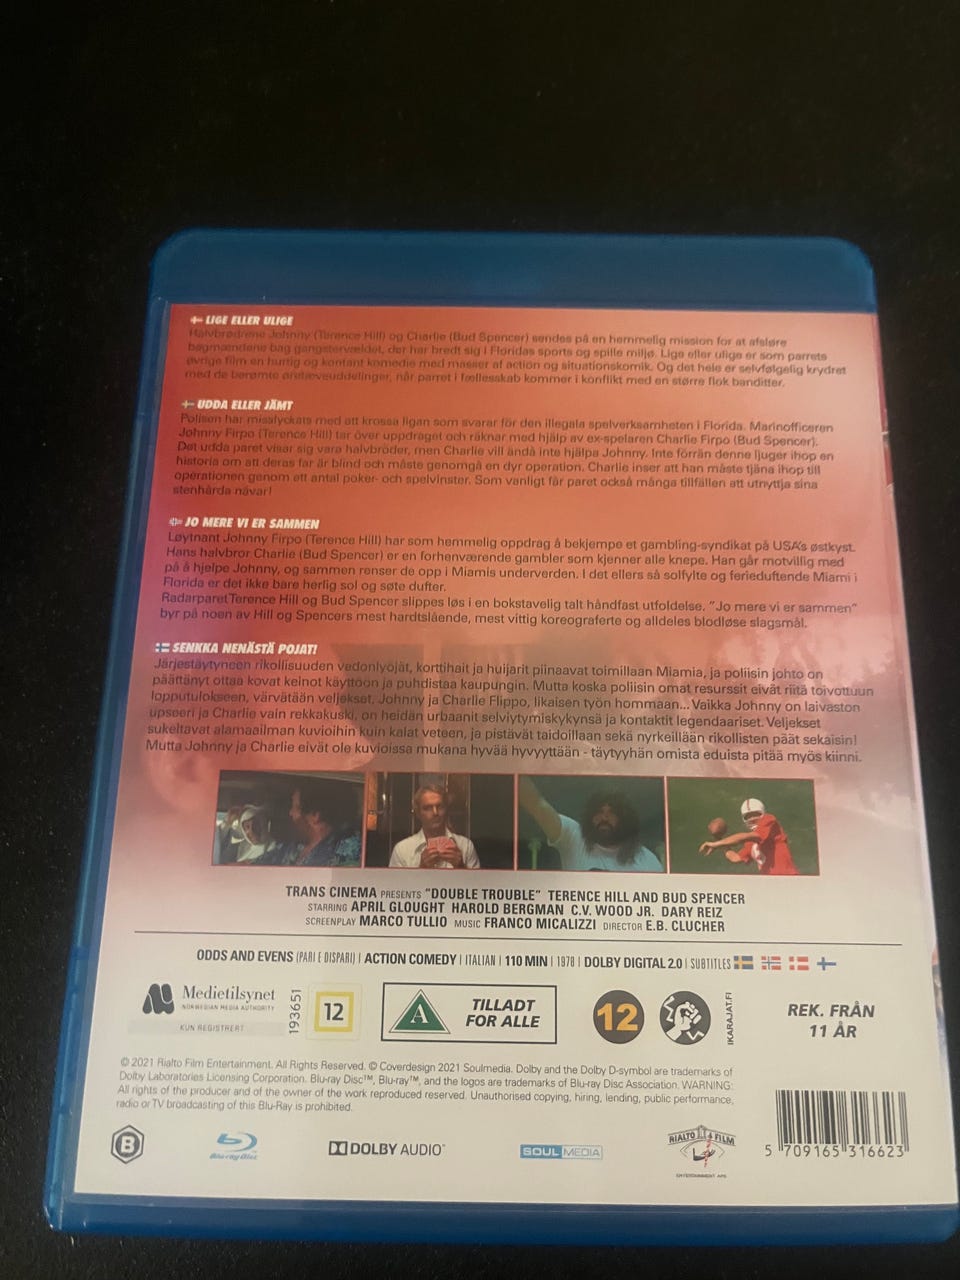 LIGE ELLER ULIGE
Halvbrødrene Johnny (Terence Hill) og Charlie (Bud Spencer) sendes på en hemmelig mission for at afsløre
bagmændene bag gangstervældet, der har bredt sig i Floridas sports og spille miljø. Lige eller ulige er som parrets
øvrige film en hurtig og kontant komedie med masser af action og situationskomik. Og det hele er selvfølgelig krydret
med de berømte ørstæveuddelinger, når parret i fællesskab kommer i konflikt med en større flok banditter.
UDDA ELLER JÄMT
Polisen har misslyckats med att krossa ligan som svarar för den illegala spelverksamheten i Florida. Marinofficeren
Johnny Firpo (Terence Hill) tar över uppdraget och räknar med hjälp av ex-spelaren Charlie Firpo (Bud Spencer).
Det udda paret visar sig vara halvbröder, men Charlie vill ändå inte hjälpa Johnny. Inte förrän denne ljuger ihop en
historia om att deras far är blind och måste genomgå en dyr operation. Charlie inser att han måste tjäna ihop till
operationen genom ett antal poker- och spelvinster. Som vanligt får paret också många tillfällen att utnyttja sina
stenhårda nävar!
JO MERE VI ER SAMMEN
Løytnant Johnny Firpo (Terence Hill) har som hemmelig oppdrag å bekjempe et gambling-syndikat på USA's østkyst.
Hans halvbror Charlie (Bud Spencer) er en forhenværende gambler som kjenner alle knepe. Han går motvillig med
på å hjelpe Johnny, og sammen renser de opp i Miamis underverden. I det ellers så solfylte og ferieduftende Miami i
Florida er det ikke bare herlig sol og søte dufter.
RadarparetTerence Hill og Bud Spencer slippes løs i en bokstavelig talt håndfast utfoldelse. "Jo mere vi er sammen"
byr på noen av Hill og Spencers mest hardtslående, mest vittig koreograferte og alldeles blodløse slagsmål.
SENKKA NENÄSTÄ POJAT!
Järjestäytyneen rikollisuuden vedonlyöjät, korttihait ja huijarit piinaavat toimillaan Miamia, ja poliisin johto on
päättänyt ottaa kovat keinot käyttöön ja puhdistaa kaupungin. Mutta koska poliisin omat resurssit eivät riitä toivottuun
lopputulokseen, värvätään veljekset, Johnny ja Charlie Flippo, likaisen työn hommaan... Vaikka Johnny on laivaston
upseeri ja Charlie vain rekkakuski, on heidän urbaanit selviytymiskykynsä ja kontaktit legendaariset. Veljekset
sukeltavat alamaailman kuvioihin kuin kalat veteen, ja pistävät taidoillaan sekä nyrkeillään rikollisten päät sekaisin!
Mutta Johnny ja Charlie eivät ole kuvioissa mukana hyvää hyvyyttään - täytyyhän omista eduista pitää myös kiinni.
TRANS CINEMA PRESENTS "DOUBLE TROUBLE" TERENCE HILL AND BUD SPENCER
STARRING APRIL GLOUGHT HAROLD BERGMAN C.V. WOOD JR. DARY REIZ
SCREENPLAY MARCO TULLIO MUSIC FRANCO MICALIZZI DIRECTOR E.B. CLUCHER
ODDS AND EVENS (PARI E DISPARI) | ACTION COMEDY | ITALIAN | 110 MIN | 1978 | DOLBY DIGITAL 2.0 | SUBTITLES
Medietilsynet
NORWEGIAN MEDIA AUTHORITY
KUN REGISTRERT
193651
12
A
TILLADT
FOR ALLE
12
IKARAJAT.FI
REK. FRÅN
11 ÅR
© 2021 Rialto Film Entertainment. All Rights Reserved. © Coverdesign 2021 Soulmedia. Dolby and the Dolby D-symbol are trademarks of
Dolby Laboratories Licensing Corporation. Blu-ray Disc™, Blu-ray™, and the logos are trademarks of Blu-ray Disc Association. WARNING:
All rights of the producer and of the owner of the work reproduced reserved. Unauthorised copying, hiring, lending, public performance,
radio or TV broadcasting of this Blu-Ray is prohibited.
B
Blu-ray Disc
DOLBY AUDIO™
SOUL MEDIA
RIALTO FILM
ENTERTAINMENT APS
5 709165 316623